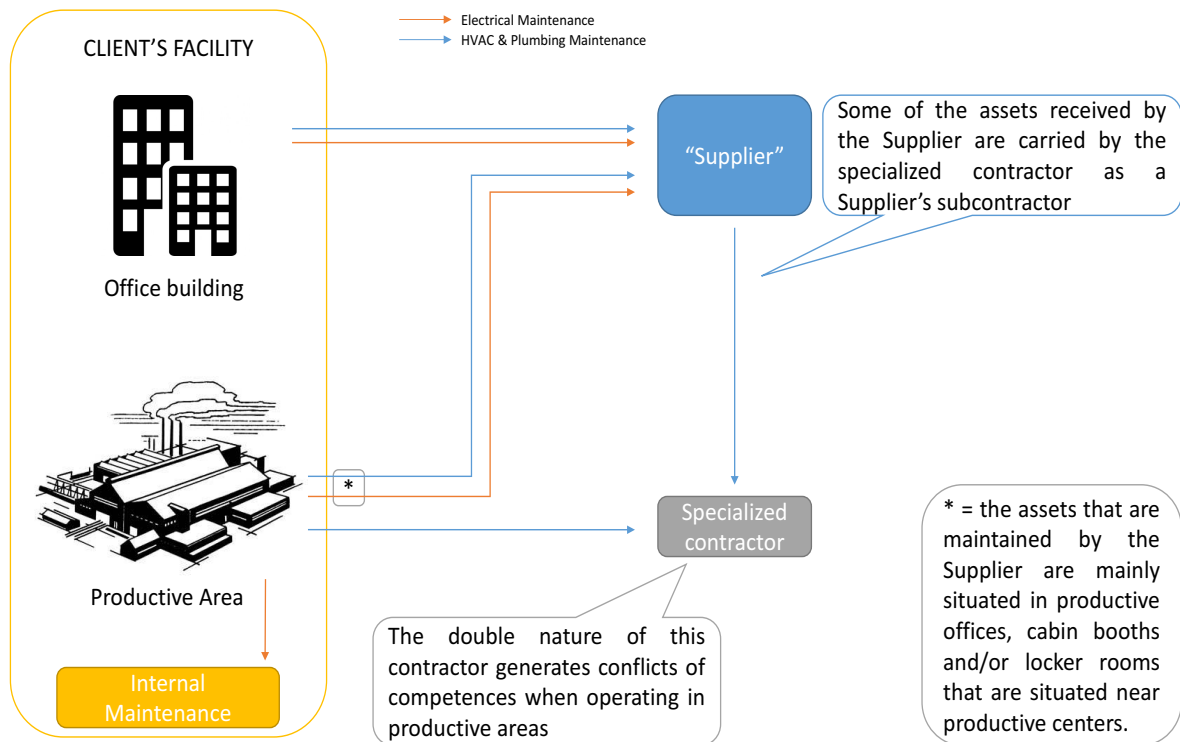 Electrical Maintenance
HVAC & Plumbing Maintenance
CLIENT'S FACILITY
Office building
"Supplier"
Some of the assets received by
the Supplier are carried by the
specialized contractor as a
Supplier's subcontractor
*
Productive Area
Internal
Maintenance
Specialized
contractor
The double nature of this
contractor generates conflicts of
competences when operating in
productive areas
* = the assets that are
maintained by the
Supplier are mainly
situated in productive
offices, cabin booths
and/or locker rooms
that are situated near
productive centers.